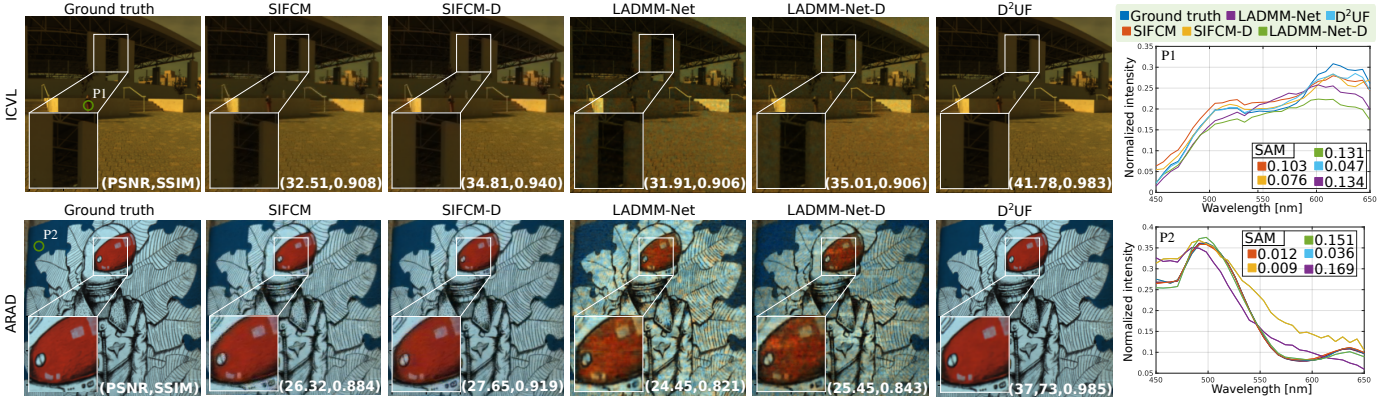 Ground truth SIFCM SIFCM-D LADMM-Net LADMM-Net-D D²UF
ICVL
P1
(PSNR,SSIM) (32.51,0.908) (34.81,0.940) (31.91,0.906) (35.01,0.906) (41.78,0.983)
Ground truth LADMM-Net D²UF
SIFCM SIFCM-D LADMM-Net-D
P1
Normalized intensity
0.35
0.3
0.25
0.2
0.15
0.1
0.05
0
SAM
0.103 0.131
0.076 0.047
0.134
450 500 550 600 650
Wavelength [nm]
Ground truth SIFCM SIFCM-D LADMM-Net LADMM-Net-D D²UF
ARAD
P2
(PSNR,SSIM) (26.32,0.884) (27.65,0.919) (24.45,0.821) (25.45,0.843) (37,73,0.985)
P2
Normalized intensity
0.4
0.35
0.3
0.25
0.2
0.15
0.1
0.05
SAM
0.012 0.151
0.009 0.036
0.169
450 500 550 600 650
Wavelength [nm]